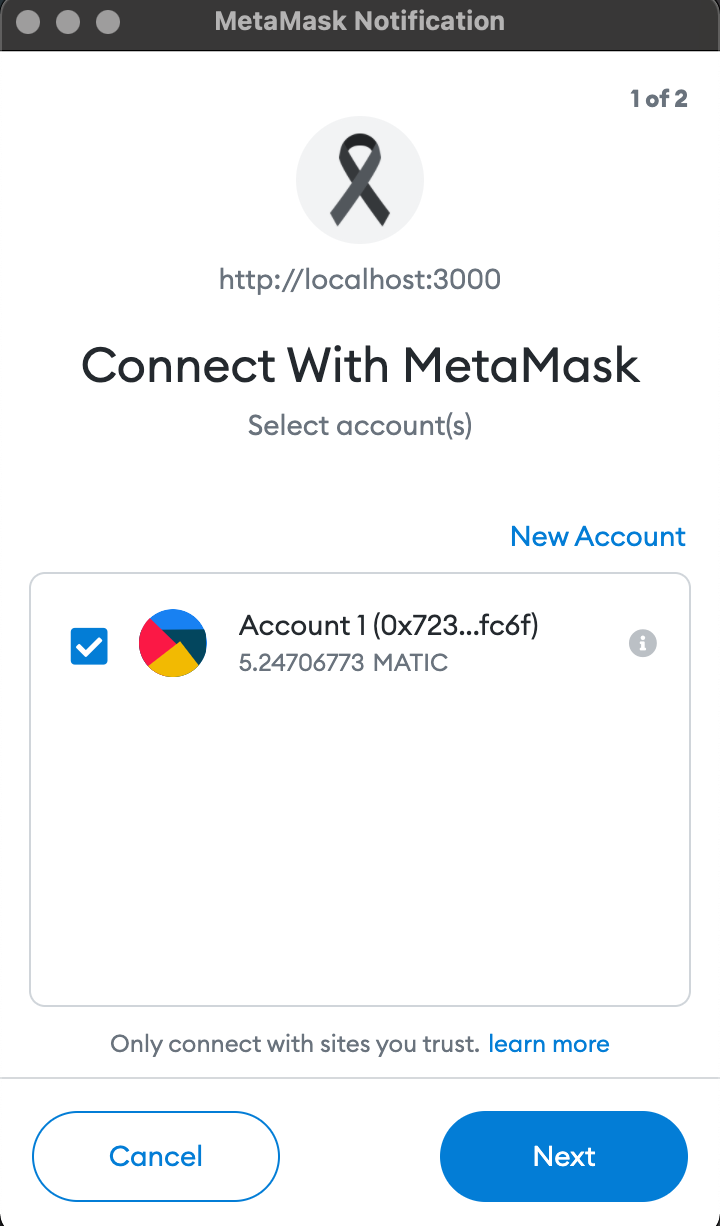 MetaMask Notification
1 of 2
http://localhost:3000
Connect With MetaMask
Select account(s)
New Account
Account 1 (0x723...fc6f)
5.24706773 MATIC
Only connect with sites you trust. learn more
Cancel
Next